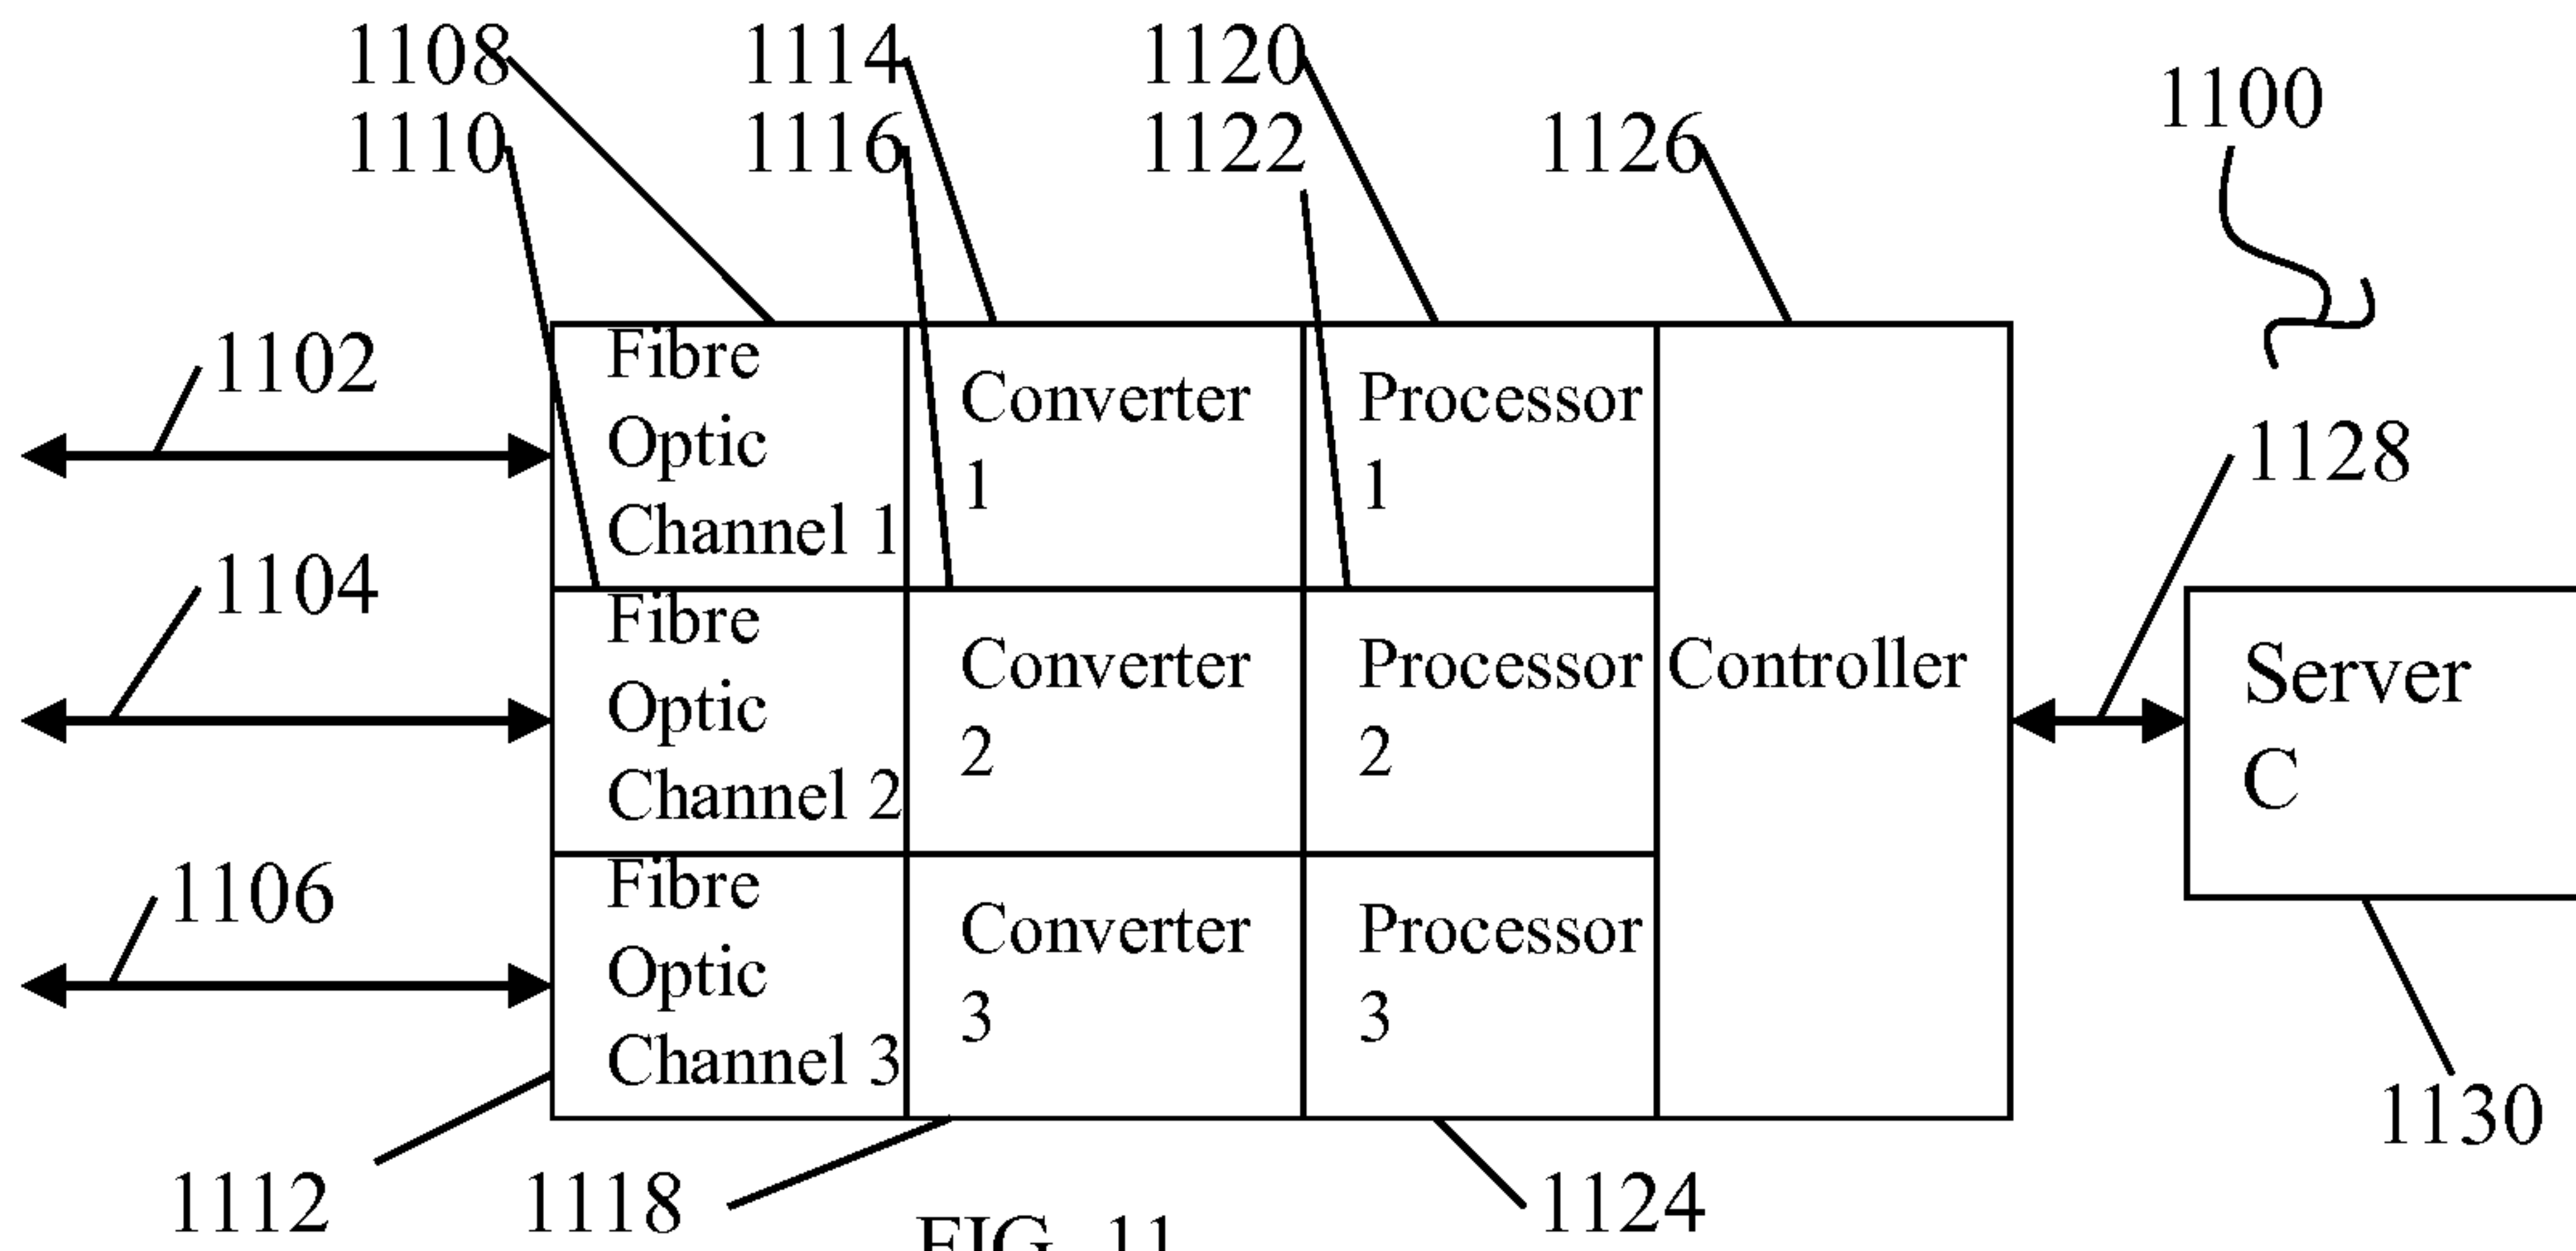 1108
1114
1120
1100
1110
1116
1122
1126
1102
Fibre
Optic
Channel 1
Converter
1
Processor
1
1128
1104
Fibre
Optic
Channel 2
Converter
2
Processor
2
Controller
Server
C
1106
Fibre
Optic
Channel 3
Converter
3
Processor
3
1130
1112
1118
1124
FIG. 11